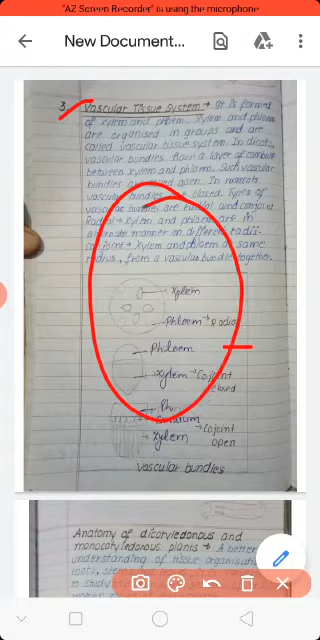 "AZ Screen Recorder" is using the microphone
New Document...
3. Vascular Tissue System → It is formed
of xylem and phloem. Xylem and phloem
are organised in groups and are
called vascular tissue system. In dicots,
vascular bundles have a layer of cambium
between xylem and phloem. Such vascular
bundles are called open. In monocots
vascular bundles are closed. Types of
vascular bundles are radial and conjoint
Radial → Xylem and phloem are in
alternate manner on different radii.
conjoint → Xylem and phloem at same
radius, from a vascular bundle together.
Xylem
Phloem → Radial
Phloem
Xylem → Cojoint
closed
Xylem
→ Cojoint
open
vascular bundles
Anatomy of dicotyledonous and
monocotyledonous plants → A better
understanding of tissue organisation
to study